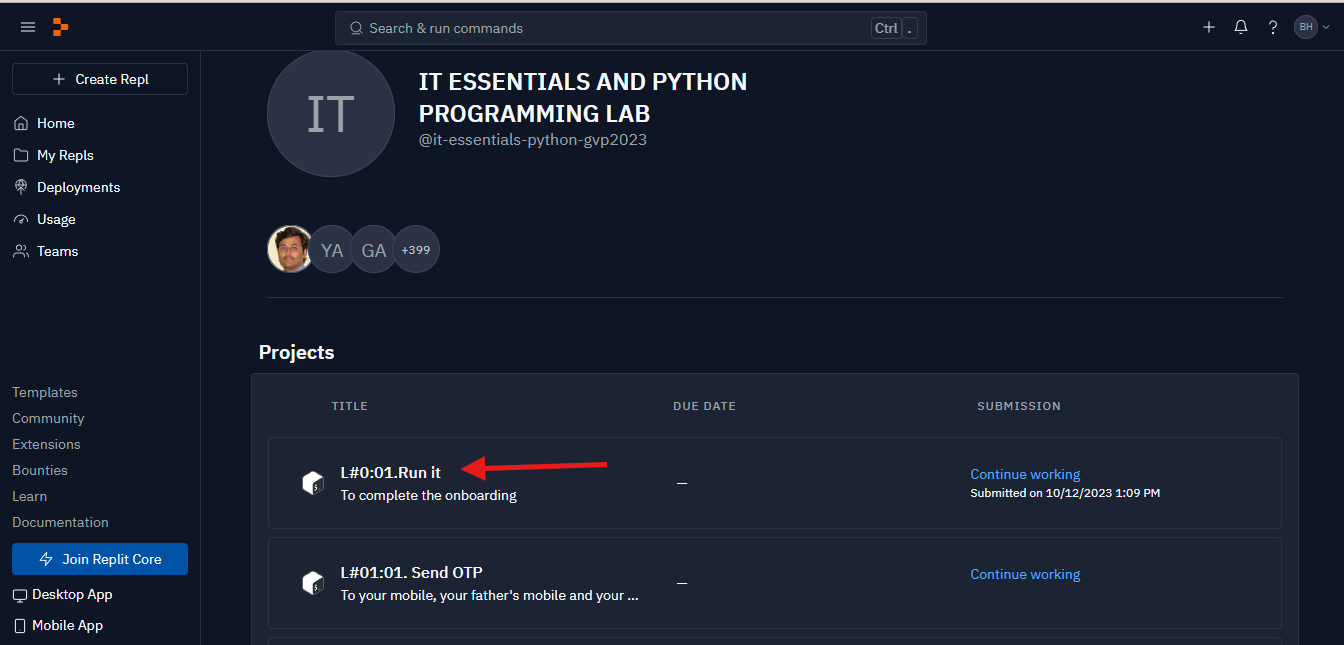 Search & run commands
Ctrl .
BH
Create Repl
Home
My Repls
Deployments
Usage
Teams
Templates
Community
Extensions
Bounties
Learn
Documentation
Join Replit Core
Desktop App
Mobile App
IT
IT ESSENTIALS AND PYTHON
PROGRAMMING LAB
@it-essentials-python-gvp2023
YA GA +399
Projects
TITLE DUE DATE SUBMISSION
L#0:01.Run it
To complete the onboarding
—
Continue working
Submitted on 10/12/2023 1:09 PM
L#01:01. Send OTP
To your mobile, your father's mobile and your ...
—
Continue working